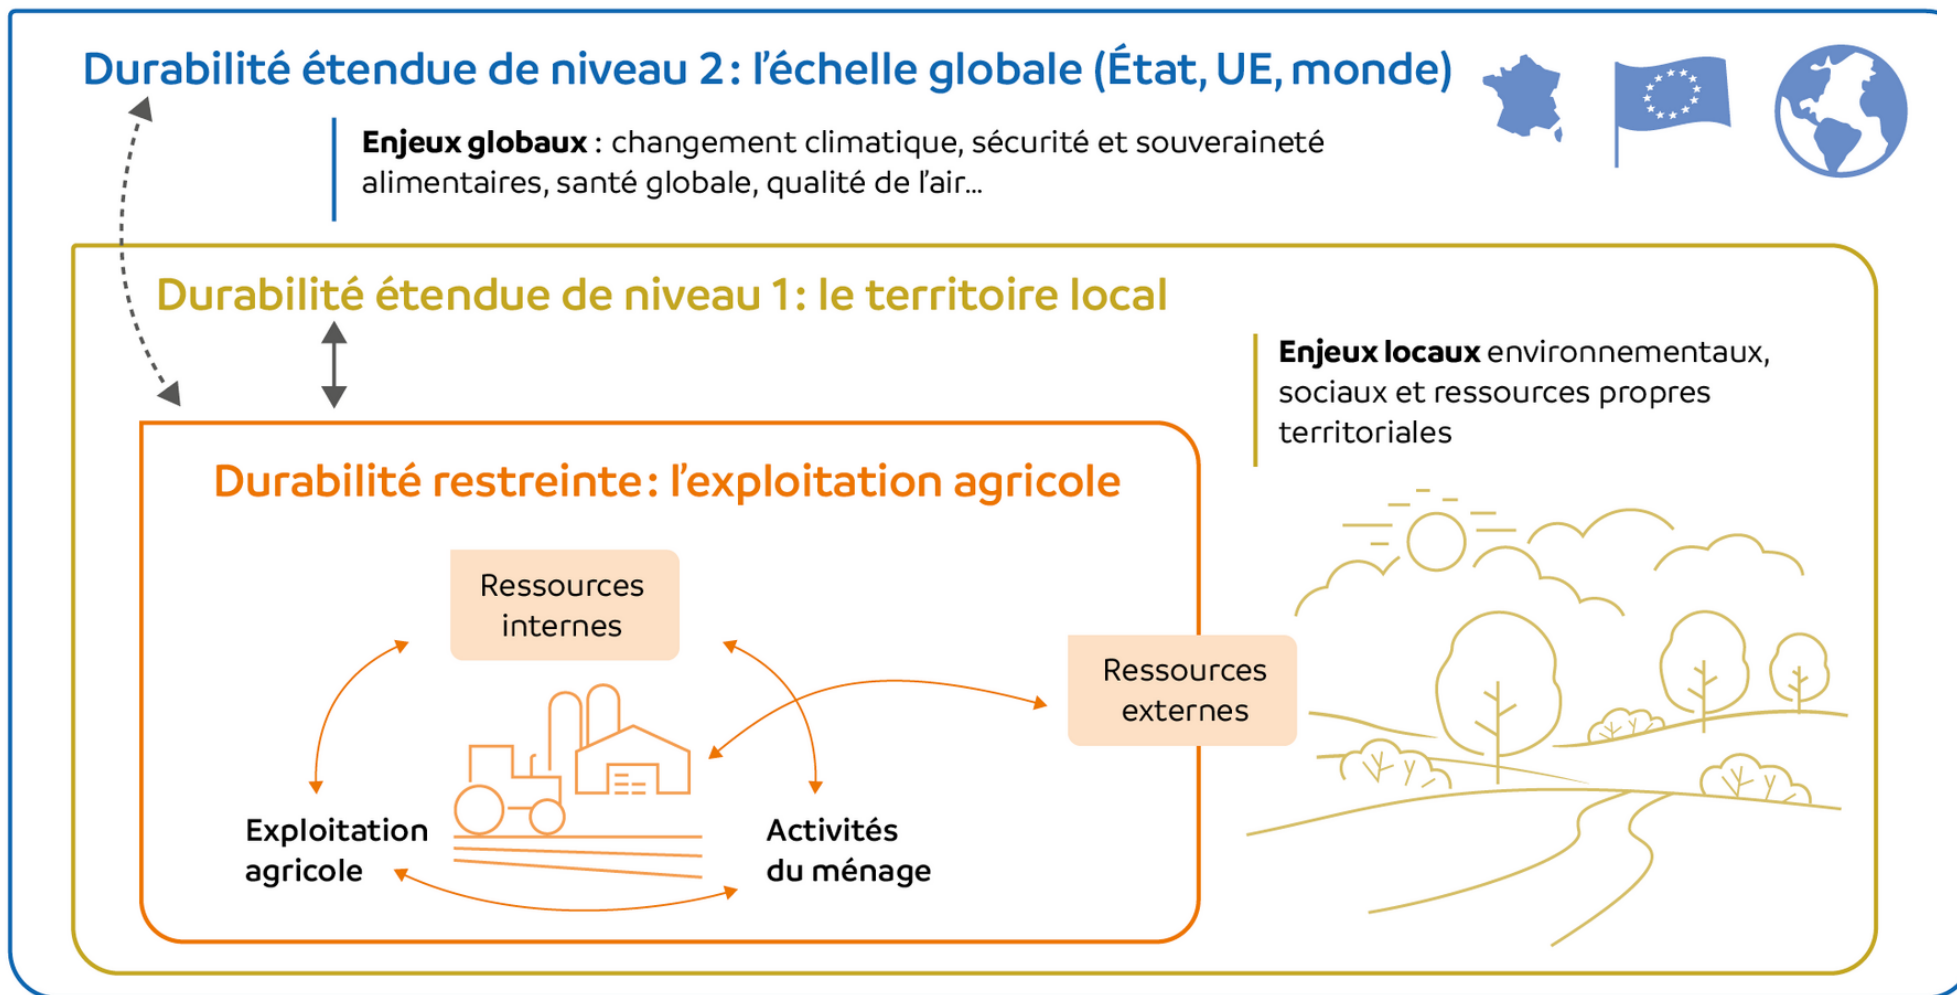 Durabilité étendue de niveau 2 : l’échelle globale (État, UE, monde)
Enjeux globaux : changement climatique, sécurité et souveraineté
alimentaires, santé globale, qualité de l’air...
Durabilité étendue de niveau 1 : le territoire local
Enjeux locaux environnementaux,
sociaux et ressources propres
territoriales
Durabilité restreinte : l’exploitation agricole
Ressources
internes
Ressources
externes
Exploitation
agricole
Activités
du ménage